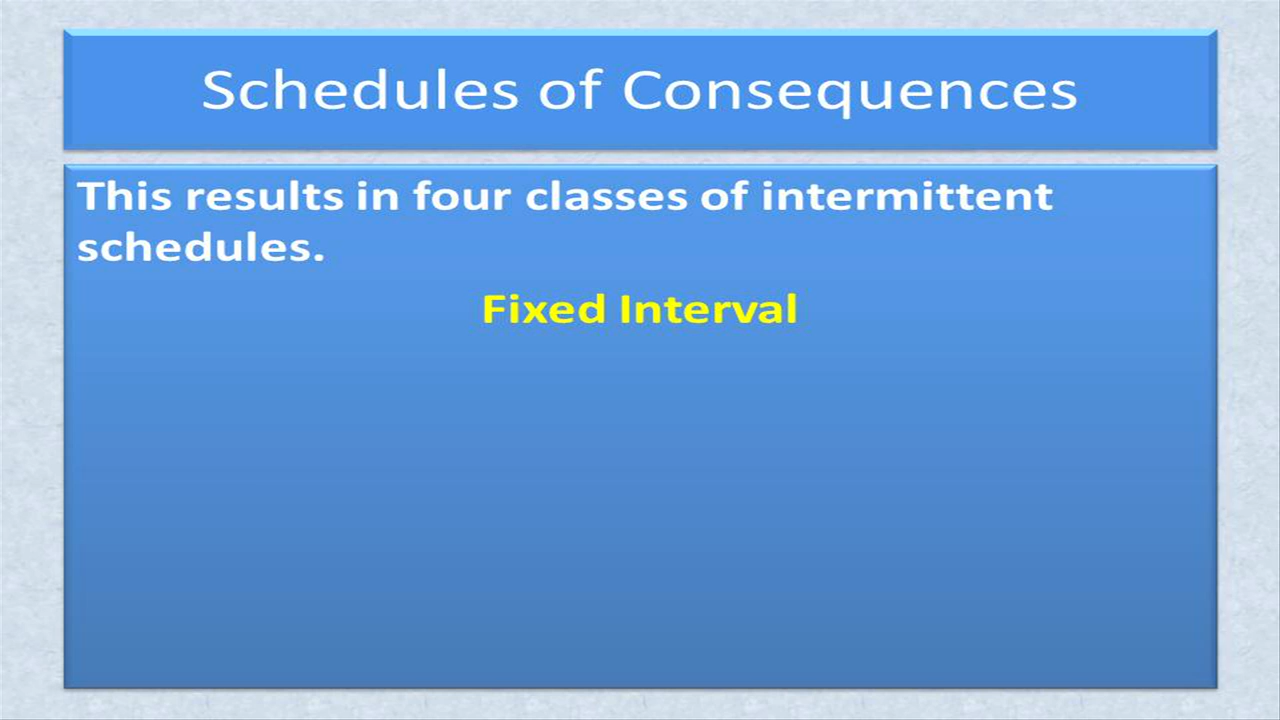 Schedules of Consequences
This results in four classes of intermittent
schedules.
Fixed Interval